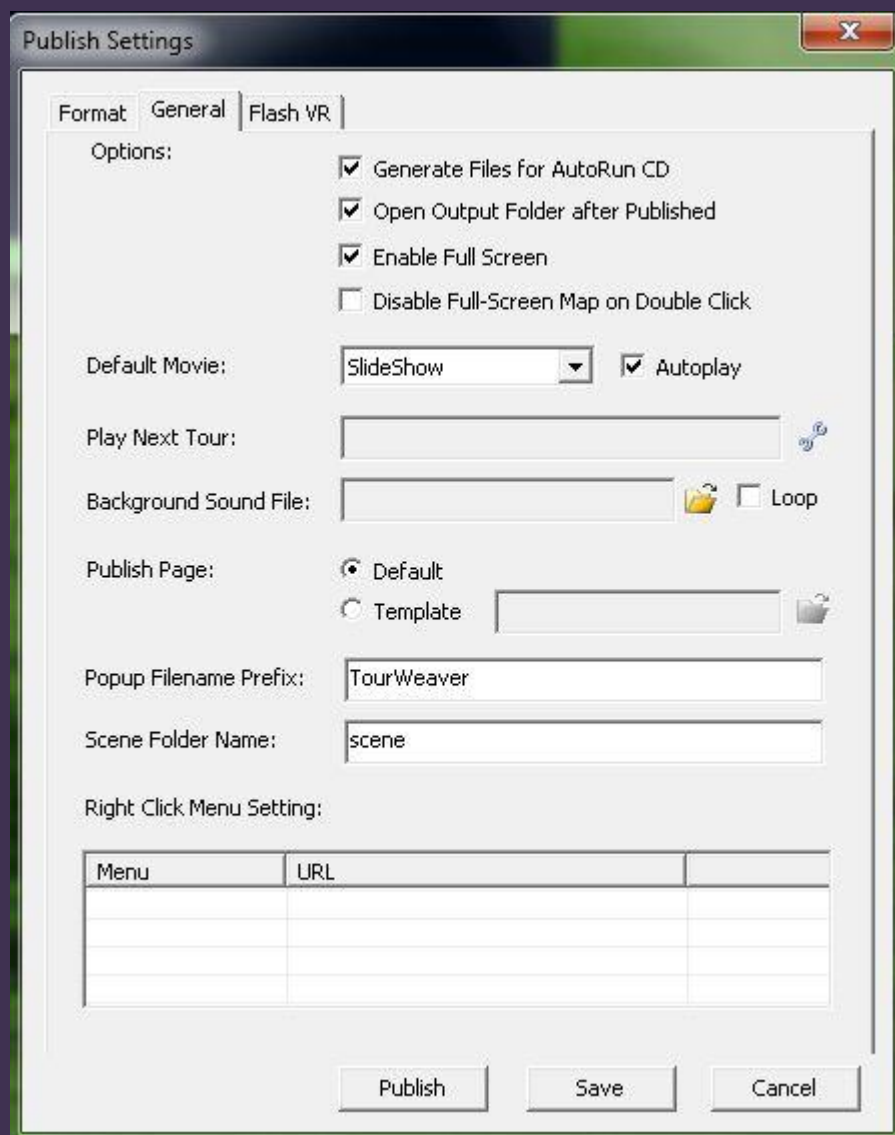 Publish Settings
Format General Flash VR
Options:
Generate Files for AutoRun CD
Open Output Folder after Published
Enable Full Screen
Disable Full-Screen Map on Double Click
Default Movie: SlideShow Autoplay
Play Next Tour:
Background Sound File: Loop
Publish Page: Default
Template
Popup Filename Prefix: TourWeaver
Scene Folder Name: scene
Right Click Menu Setting:
Menu URL
Publish Save Cancel